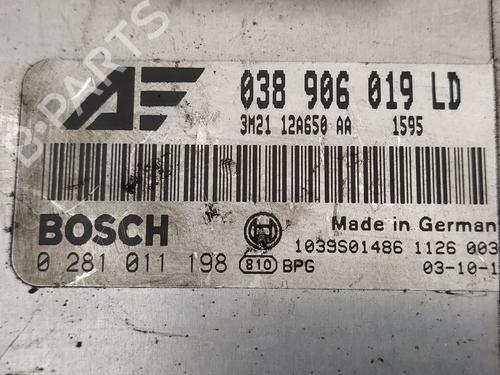 AE 038 906 019 LD
3M21 12A650 AA 1595
BOSCH
Made in German
0 281 011 198 810 BPG
1039S01486 1126 003
03-10-1
B-PARTS